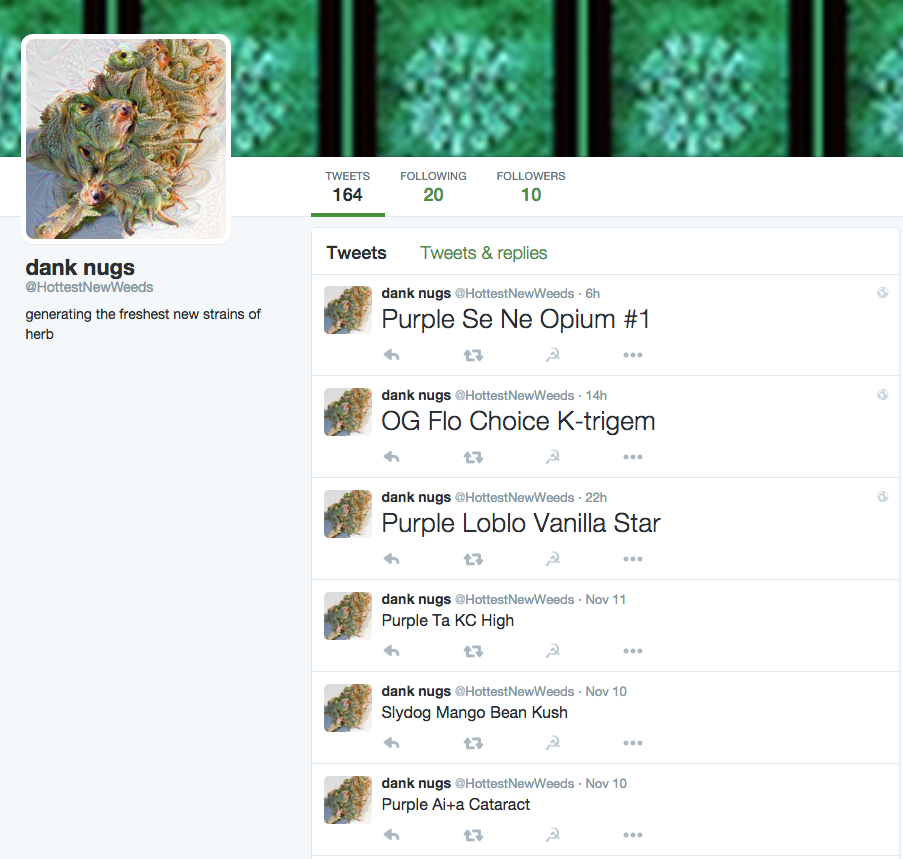 TWEETS
164
FOLLOWING
20
FOLLOWERS
10
dank nugs
@HottestNewWeeds
generating the freshest new strains of
herb
Tweets Tweets & replies
dank nugs @HottestNewWeeds · 6h
Purple Se Ne Opium #1
dank nugs @HottestNewWeeds · 14h
OG Flo Choice K-trigem
dank nugs @HottestNewWeeds · 22h
Purple Loblo Vanilla Star
dank nugs @HottestNewWeeds · Nov 11
Purple Ta KC High
dank nugs @HottestNewWeeds · Nov 10
Slydog Mango Bean Kush
dank nugs @HottestNewWeeds · Nov 10
Purple Ai+a Cataract